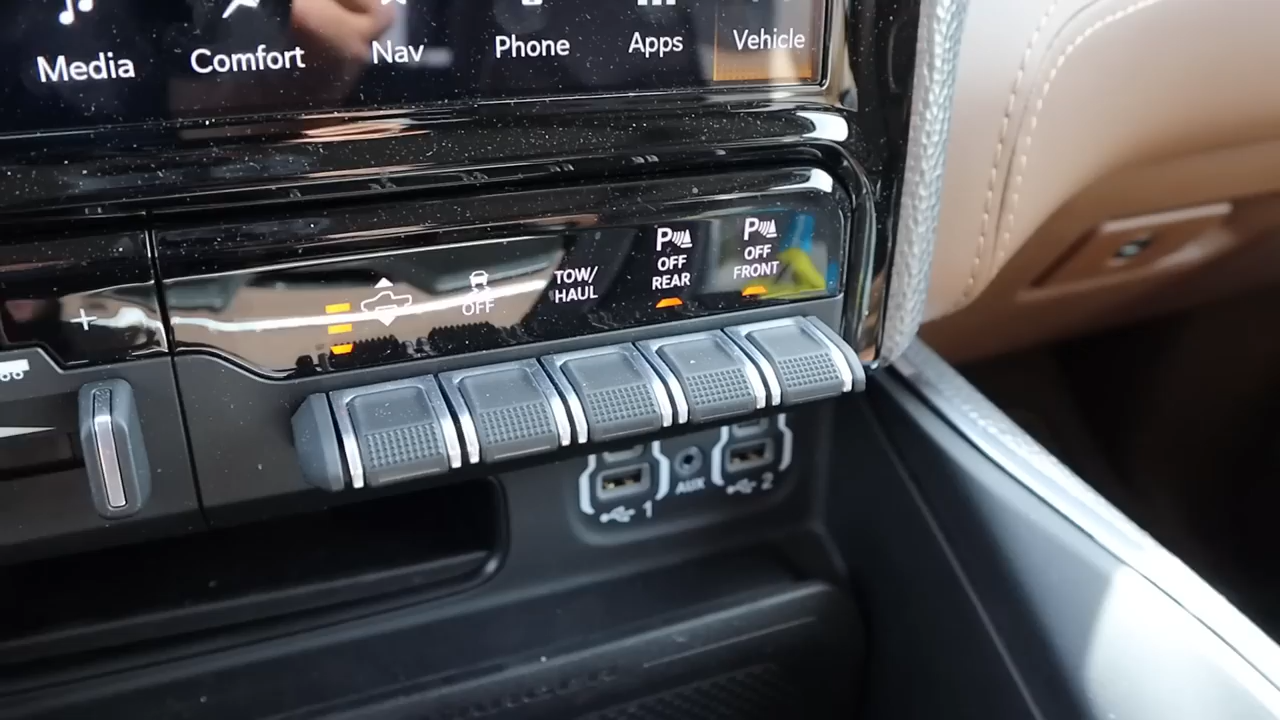 Media
Comfort
Nav
Phone
Apps
Vehicle
+
OFF
TOW/
HAUL
P
OFF
REAR
P
OFF
FRONT
1
AUX
2